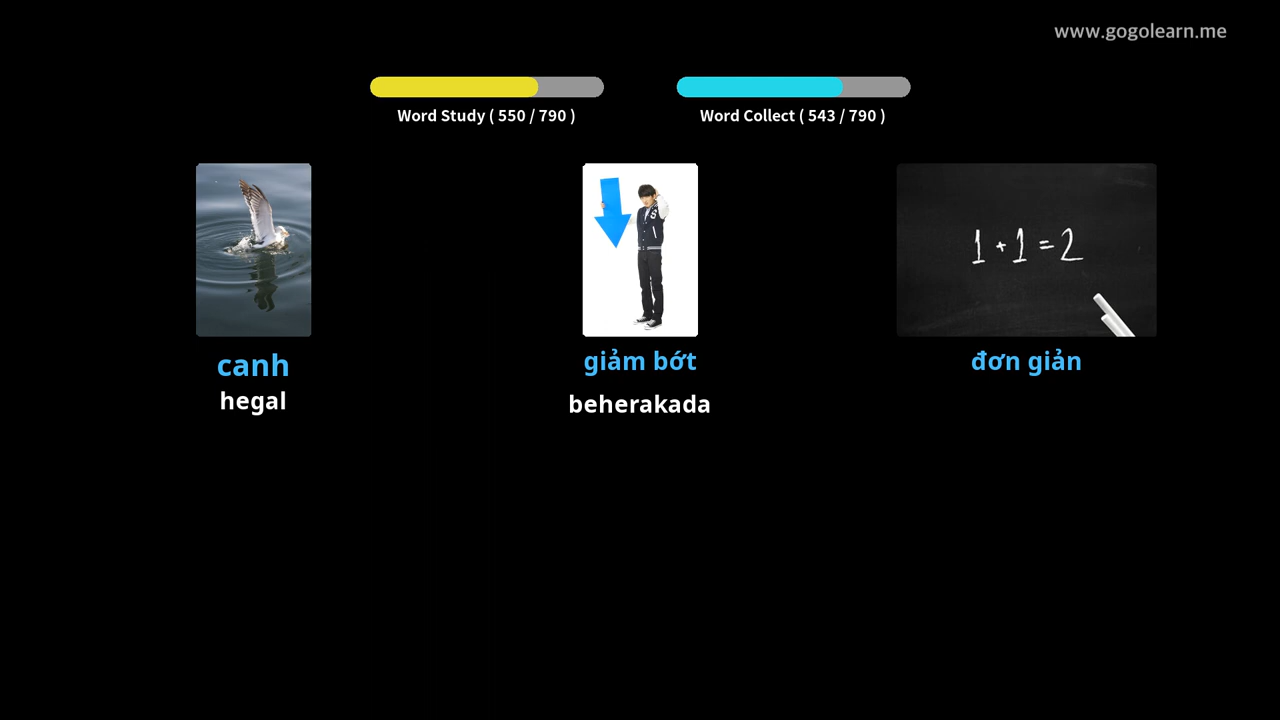 www.gogolearn.me
Word Study ( 550 / 790 )
Word Collect ( 543 / 790 )
S
1 + 1 = 2
canh
giảm bớt
đơn giản
hegal
beherakada